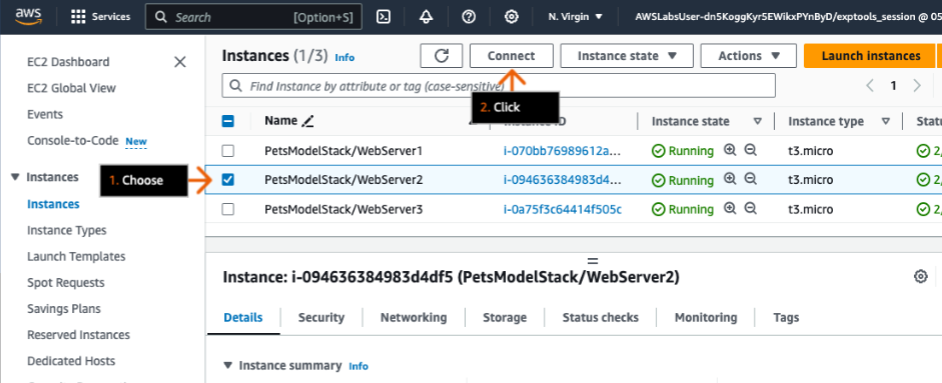 aws Services Search [Option+S] N. Virgin AWSLabsUser-dn5KoggKyr5EWikxPYnByD/exptools_session @ 05
EC2 Dashboard
EC2 Global View
Events
Console-to-Code New
Instances
Instances
Instance Types
Launch Templates
Spot Requests
Savings Plans
Reserved Instances
Dedicated Hosts
Instances (1/3) Info Connect Instance state Actions Launch instances
Find Instance by attribute or tag (case-sensitive) 1
2. Click
Name ID Instance state Instance type Statu
PetsModelStack/WebServer1 i-070bb76989612a... Running t3.micro 2/
1. Choose
PetsModelStack/WebServer2 i-094636384983d4... Running t3.micro 2/
PetsModelStack/WebServer3 i-0a75f3c64414f505c Running t3.micro 2/
Instance: i-094636384983d4df5 (PetsModelStack/WebServer2)
Details Security Networking Storage Status checks Monitoring Tags
Instance summary Info